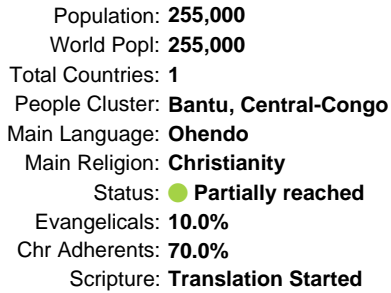 Population: 255,000
World Popl: 255,000
Total Countries: 1
People Cluster: Bantu, Central-Congo
Main Language: Ohendo
Main Religion: Christianity
Status: Partially reached
Evangelicals: 10.0%
Chr Adherents: 70.0%
Scripture: Translation Started